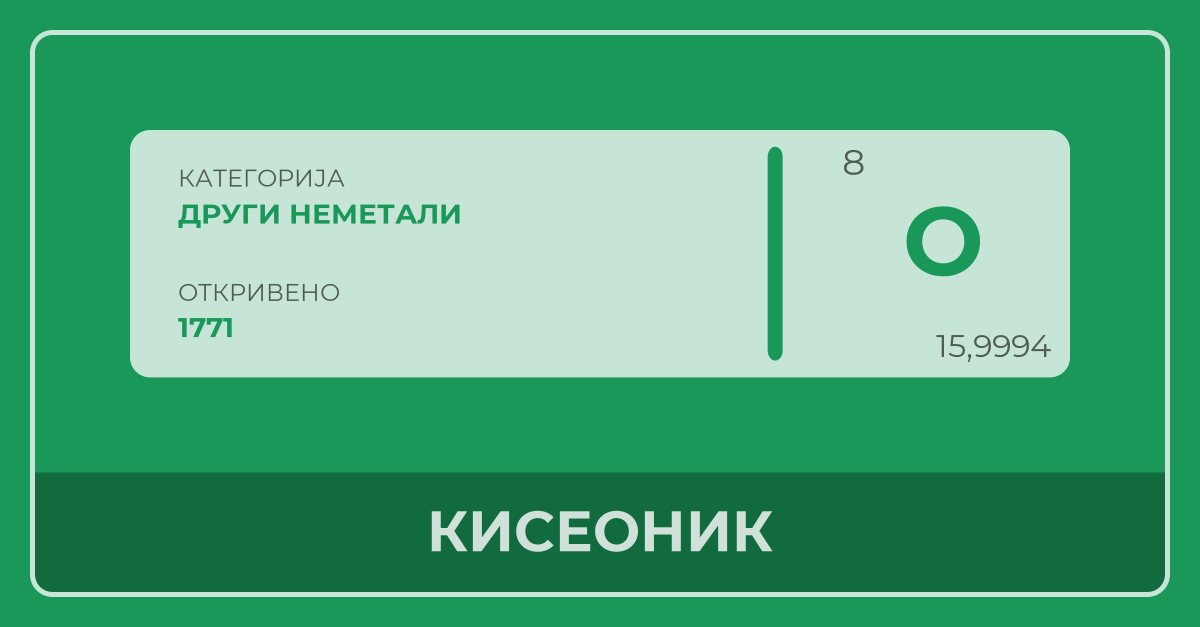 КАТЕГОРИЈА
ДРУГИ НЕМЕТАЛИ
ОТКРИВЕНО
1771
8
O
15,9994
КИСЕОНИК